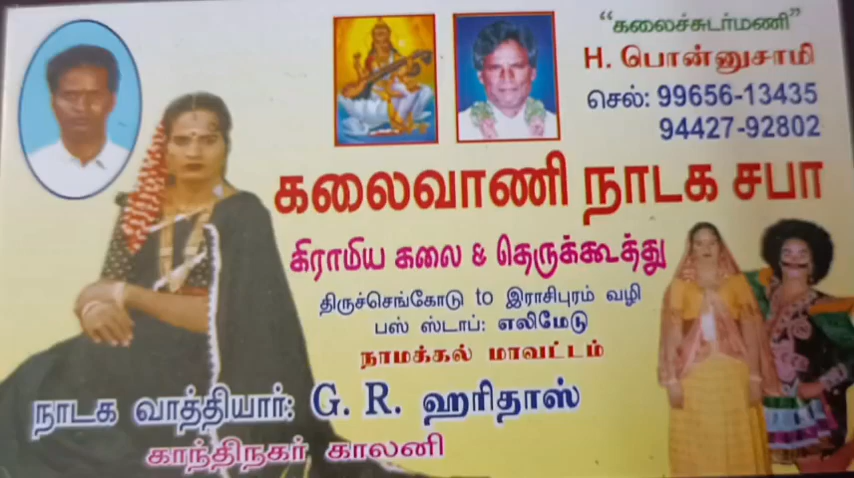 “கலைச்சுடர்மணி”
H. பொன்னுசாமி
செல்: 99656-13435
94427-92802
கலைவாணி நாடக சபா
கிராமிய கலை & தெருக்கூத்து
திருச்செங்கோடு to இராசிபுரம் வழி
பஸ் ஸ்டாப்: எலிமேடு
நாமக்கல் மாவட்டம்
நாடக வாத்தியார்: G. R. ஹரிதாஸ்
காந்திநகர் காலனி